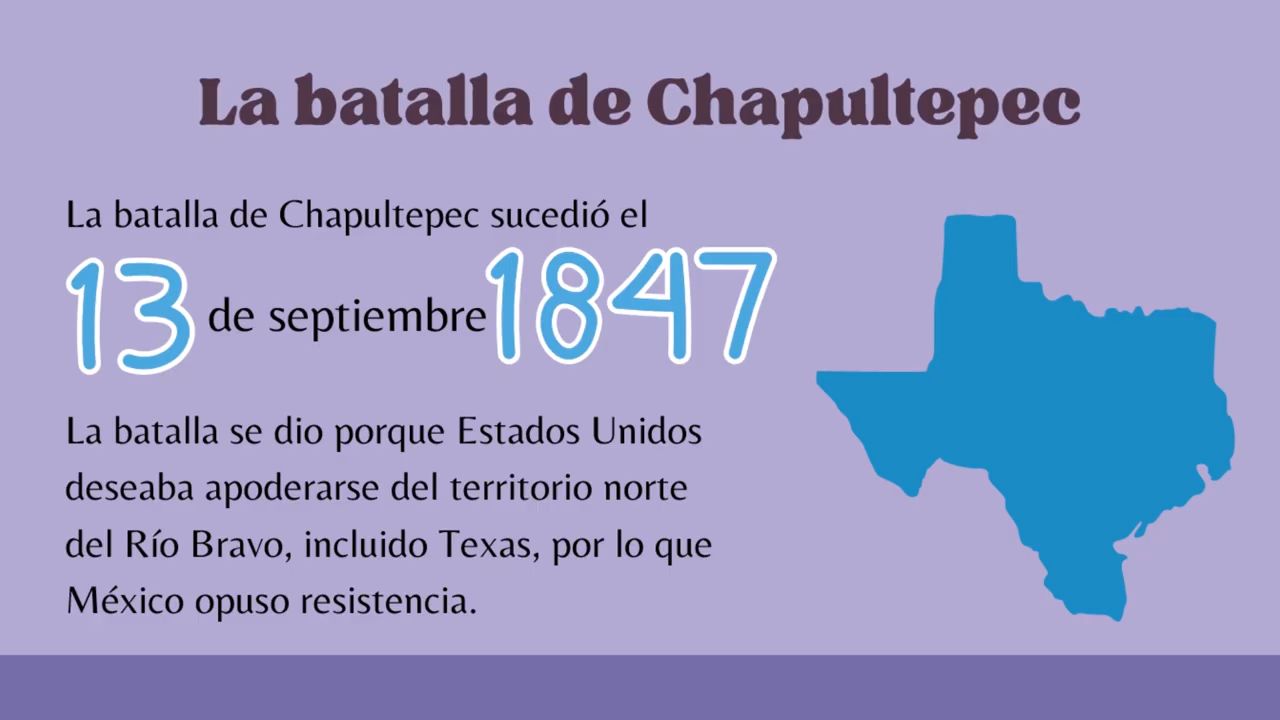 La batalla de Chapultepec
La batalla de Chapultepec sucedió el
13 de septiembre 1847
La batalla se dio porque Estados Unidos
deseaba apoderarse del territorio norte
del Río Bravo, incluido Texas, por lo que
México opuso resistencia.